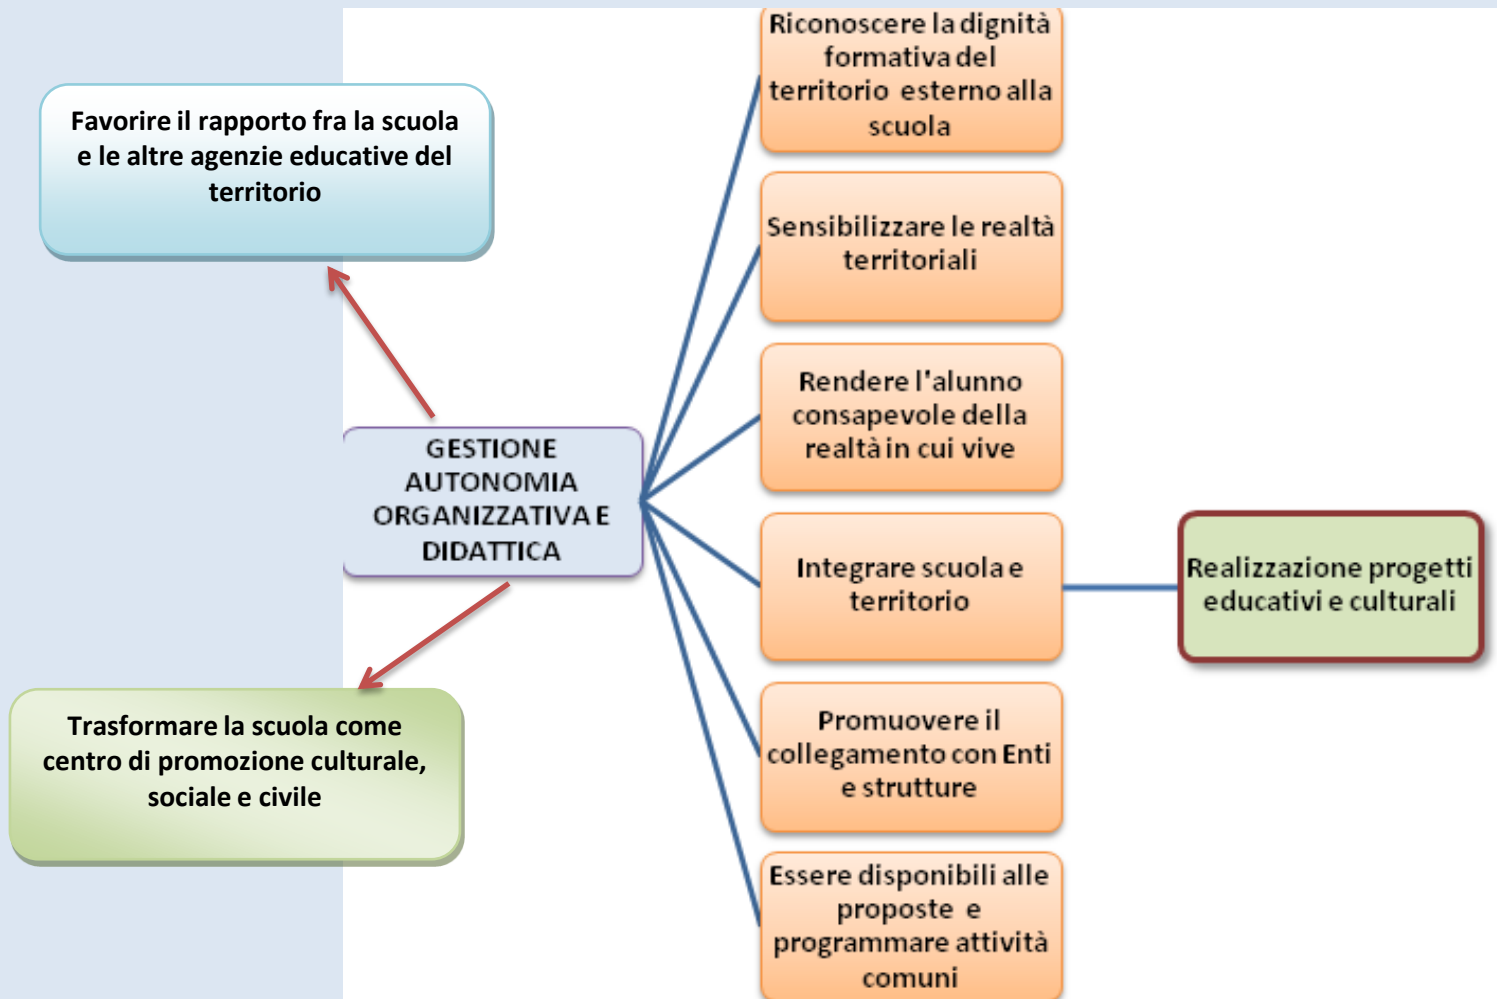 Favorire il rapporto fra la scuola
e le altre agenzie educative del
territorio
GESTIONE
AUTONOMIA
ORGANIZZATIVA E
DIDATTICA
Trasformare la scuola come
centro di promozione culturale,
sociale e civile
Riconoscere la dignità
formativa del
territorio esterno alla
scuola
Sensibilizzare le realtà
territoriali
Rendere l'alunno
consapevole della
realtà in cui vive
Integrare scuola e
territorio
Promuovere il
collegamento con Enti
e strutture
Essere disponibili alle
proposte e
programmare attività
comuni
Realizzazione progetti
educativi e culturali